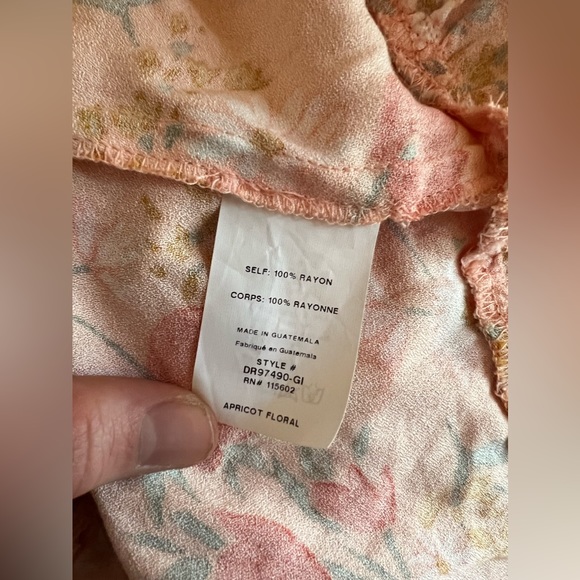 SELF: 100% RAYON
CORPS: 100% RAYONNE
MADE IN GUATEMALA
Fabriqué en Guatemala
STYLE #
DR97490-GI
RN# 115602
APRICOT FLORAL